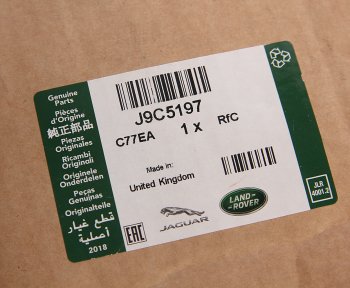 Genuine
Parts
Pièces
d'Origine
純正部品
Piezas
Originales
Ricambi
Originali
Originele
Onderdelen
Peças
Genuínas
Originalteile
قطع غيار
أصلية
2018
J9C5197
C77EA 1 x RfC
Made in:
United Kingdom
EAC
JAGUAR
LAND-
ROVER
JLR
4001.2